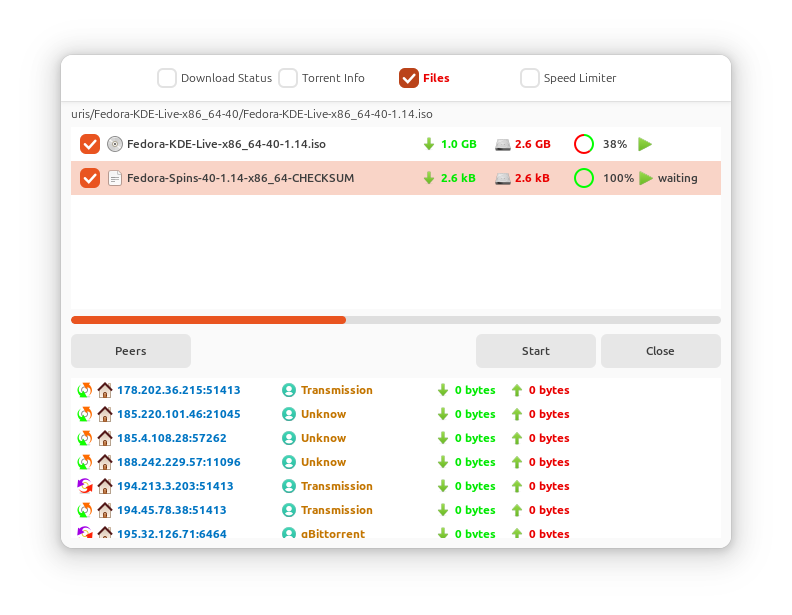 Download Status Torrent Info Files Speed Limiter
uris/Fedora-KDE-Live-x86_64-40/Fedora-KDE-Live-x86_64-40-1.14.iso
Fedora-KDE-Live-x86_64-40-1.14.iso 1.0 GB 2.6 GB 38%
Fedora-Spins-40-1.14-x86_64-CHECKSUM 2.6 kB 2.6 kB 100% waiting
Peers Start Close
178.202.36.215:51413 Transmission 0 bytes 0 bytes
185.220.101.46:21045 Unknow 0 bytes 0 bytes
185.4.108.28:57262 Unknow 0 bytes 0 bytes
188.242.229.57:11096 Unknow 0 bytes 0 bytes
194.213.3.203:51413 Transmission 0 bytes 0 bytes
194.45.78.38:51413 Transmission 0 bytes 0 bytes
195.32.126.71:6464 qBittorrent 0 bytes 0 bytes